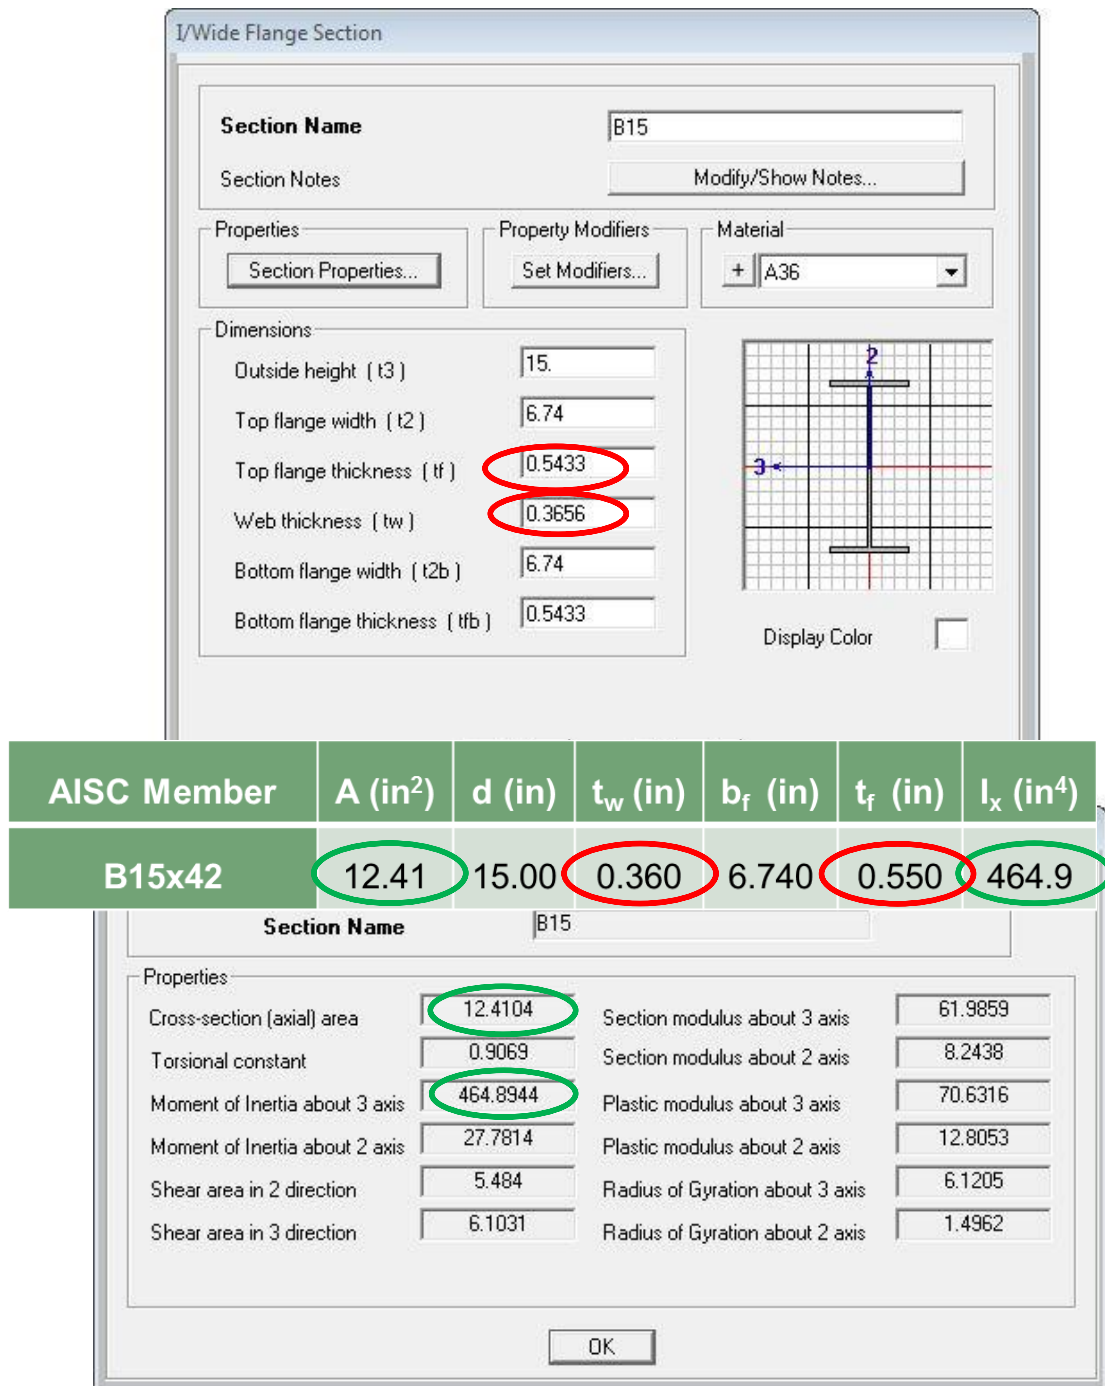 I/Wide Flange Section
Section Name B15
Section Notes Modify/Show Notes...
Properties Property Modifiers Material
Section Properties... Set Modifiers... + A36
Dimensions
Outside height ( t3 ) 15.
Top flange width ( t2 ) 6.74
Top flange thickness ( tf ) 0.5433
Web thickness ( tw ) 0.3656
Bottom flange width ( t2b ) 6.74
Bottom flange thickness ( tfb ) 0.5433
2
3
Display Color
AISC Member A (in²) d (in) tw (in) bf (in) tf (in) Ix (in⁴)
B15x42 12.41 15.00 0.360 6.740 0.550 464.9
Section Name B15
Properties
Cross-section (axial) area 12.4104 Section modulus about 3 axis 61.9859
Torsional constant 0.9069 Section modulus about 2 axis 8.2438
Moment of Inertia about 3 axis 464.8944 Plastic modulus about 3 axis 70.6316
Moment of Inertia about 2 axis 27.7814 Plastic modulus about 2 axis 12.8053
Shear area in 2 direction 5.484 Radius of Gyration about 3 axis 6.1205
Shear area in 3 direction 6.1031 Radius of Gyration about 2 axis 1.4962
OK